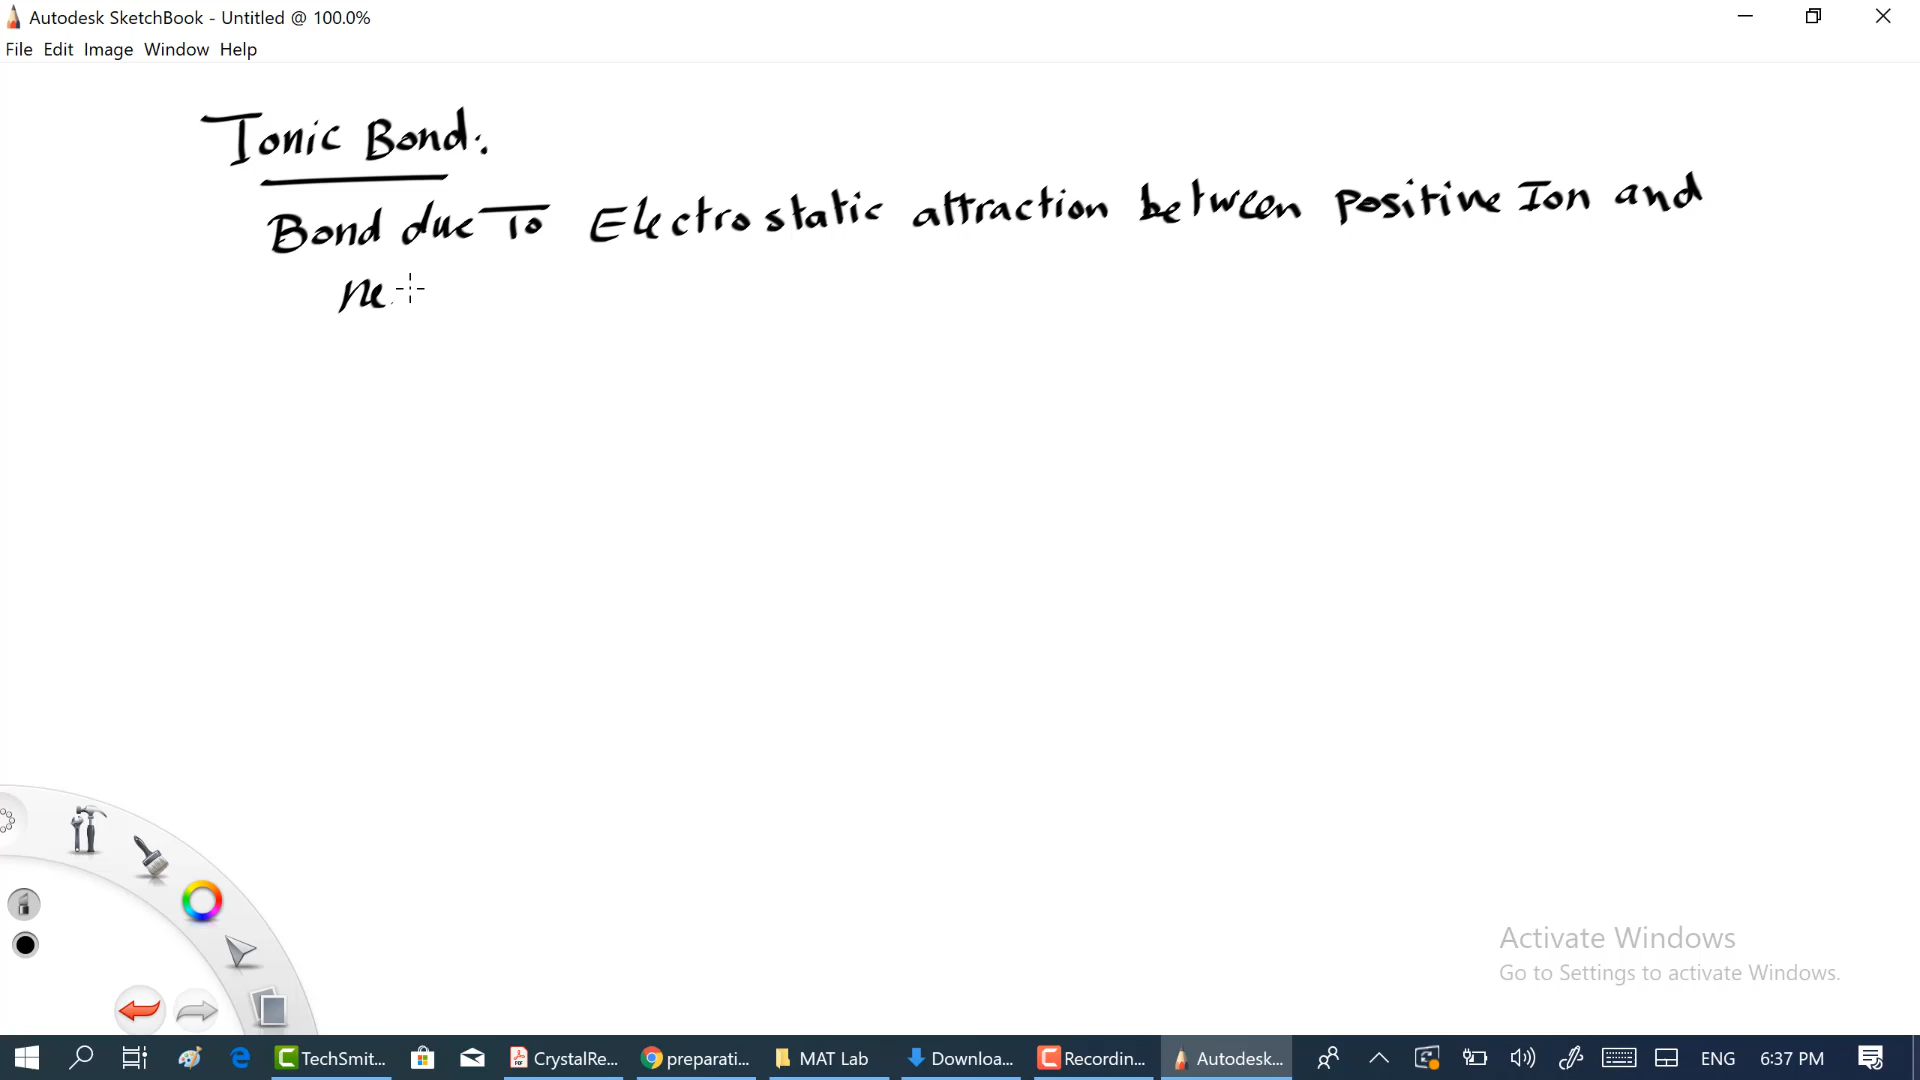 Autodesk SketchBook - Untitled @ 100.0%
File Edit Image Window Help
Ionic Bond:
Bond due To Electrostatic attraction between positive Ion and
ne
Activate Windows
Go to Settings to activate Windows.
TechSmit... CrystalRe... preparati... MAT Lab Downloa... Recordin... Autodesk... ENG 6:37 PM